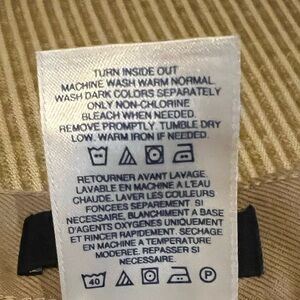 TURN INSIDE OUT
MACHINE WASH WARM NORMAL.
WASH DARK COLORS SEPARATELY
ONLY NON-CHLORINE
BLEACH WHEN NEEDED.
REMOVE PROMPTLY. TUMBLE DRY
LOW. WARM IRON IF NEEDED.
RETOURNER AVANT LAVAGE.
LAVABLE EN MACHINE A L'EAU
CHAUDE. LAVER LES COULEURS
FONCÉES SEPAREMENT. SI
NECESSAIRE, BLANCHIMENT A BASE
D'AGENTS OXYGENES UNIQUEMENT
ET RINCER RAPIDEMENT. SECHAGE
EN MACHINE A TEMPERATURE
MODEREE. REPASSER SI
NECESSAIRE.
40 P